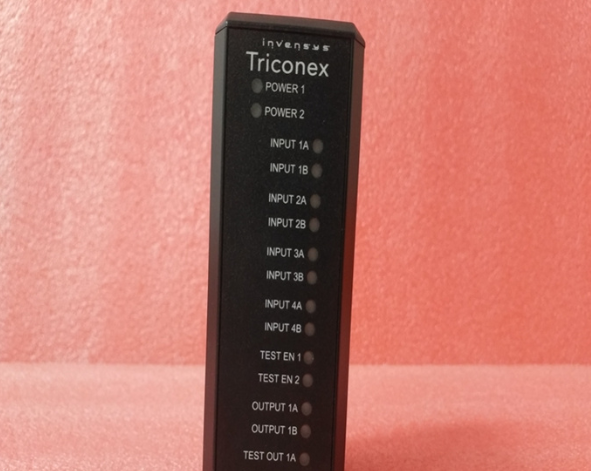 invensys
Triconex
POWER 1
POWER 2
INPUT 1A
INPUT 1B
INPUT 2A
INPUT 2B
INPUT 3A
INPUT 3B
INPUT 4A
INPUT 4B
TEST EN 1
TEST EN 2
OUTPUT 1A
OUTPUT 1B
TEST OUT 1A